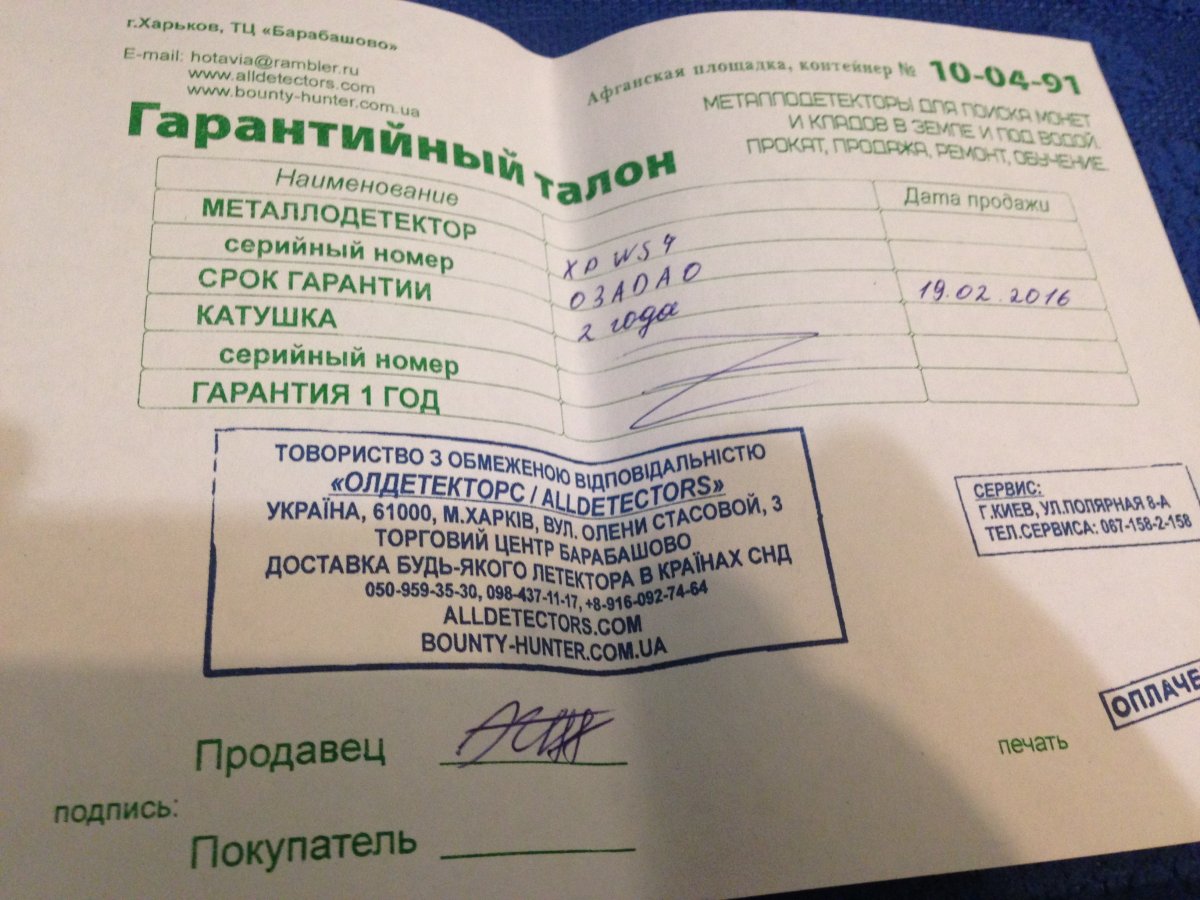 г.Харьков, ТЦ «Барабашово»
E-mail: hotavia@rambler.ru
www.alldetectors.com
www.bounty-hunter.com.ua
Афганская площадка, контейнер № 10-04-91
МЕТАЛЛОДЕТЕКТОРЫ ДЛЯ ПОИСКА МОНЕТ
И КЛАДОВ В ЗЕМЛЕ И ПОД ВОДОЙ.
ПРОКАТ, ПРОДАЖА, РЕМОНТ, ОБУЧЕНИЕ.
Гарантийный талон
Наименование Дата продажи
МЕТАЛЛОДЕТЕКТОР XP WS4
серийный номер 03A0A0
СРОК ГАРАНТИИ 2 года 19.02.2016
КАТУШКА
серийный номер
ГАРАНТИЯ 1 ГОД
ТОВОРИСТВО З ОБМЕЖЕНОЮ ВІДПОВІДАЛЬНІСТЮ
«ОЛДЕТЕКТОРС / ALLDETECTORS»
УКРАЇНА, 61000, М.ХАРКІВ, ВУЛ. ОЛЕНИ СТАСОВОЙ, 3
ТОРГОВИЙ ЦЕНТР БАРАБАШОВО
ДОСТАВКА БУДЬ-ЯКОГО ЛЕТЕКТОРА В КРАЇНАХ СНД
050-959-35-30, 098-437-11-17, +8-916-092-74-64
ALLDETECTORS.COM
BOUNTY-HUNTER.COM.UA
СЕРВИС:
Г.КИЕВ, УЛ.ПОЛЯРНАЯ 8-А
ТЕЛ.СЕРВИСА: 067-158-2-158
ОПЛАЧЕ
печать
Продавец
подпись:
Покупатель